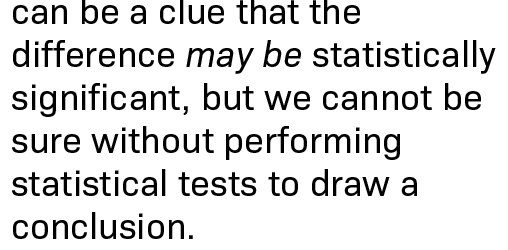 can be a clue that the
difference may be statistically
significant, but we cannot be
sure without performing
statistical tests to draw a
conclusion.